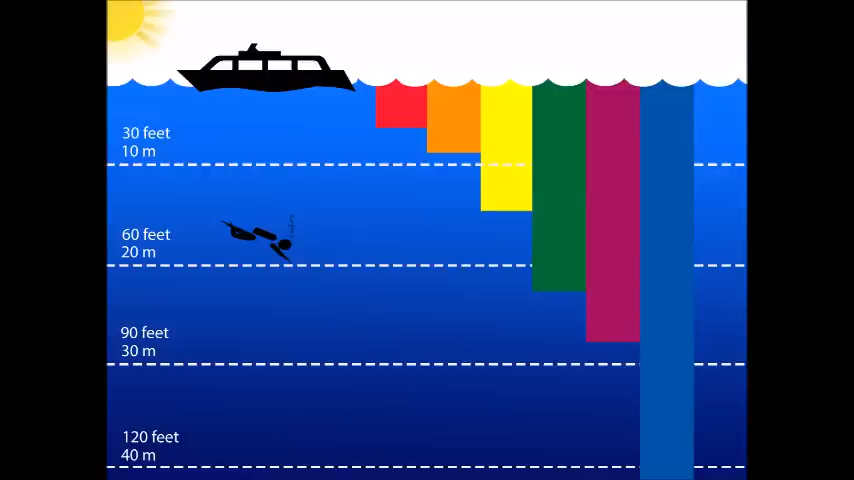 30 feet
10 m
60 feet
20 m
90 feet
30 m
120 feet
40 m